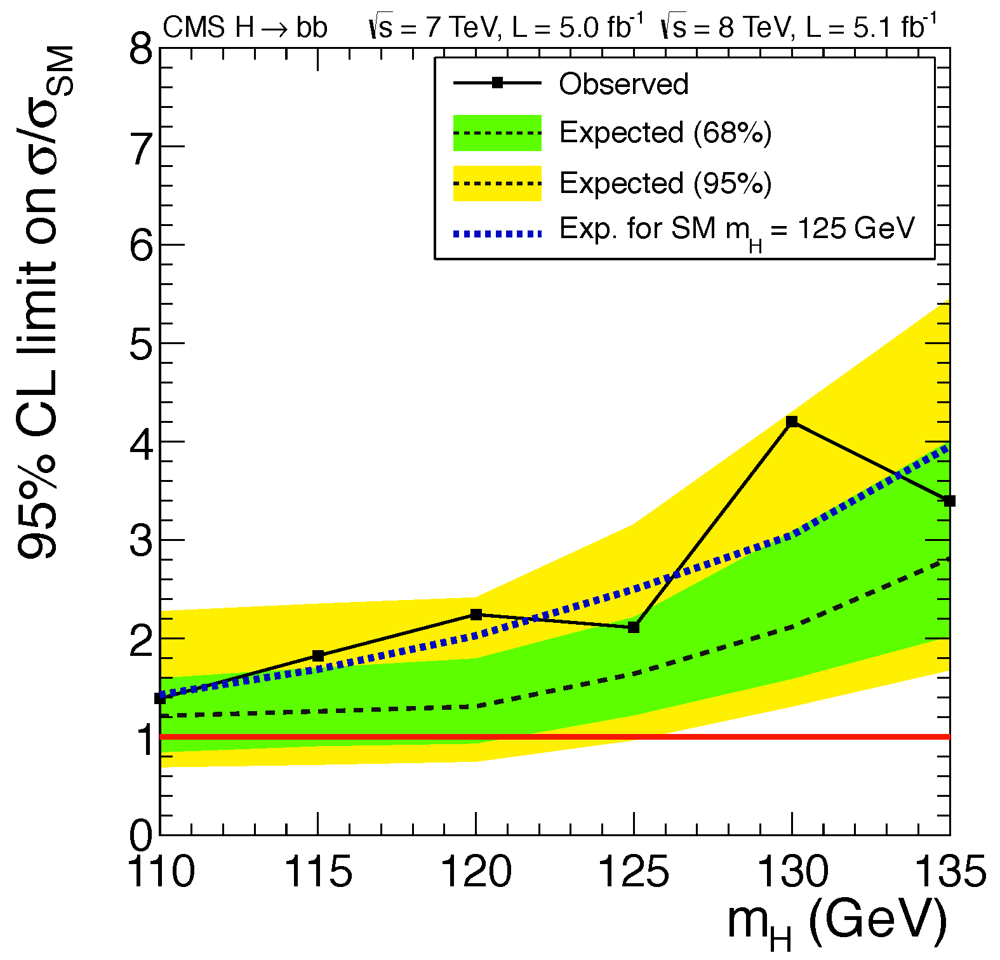 CMS H → bb √s = 7 TeV, L = 5.0 fb-1 √s = 8 TeV, L = 5.1 fb-1
95% CL limit on σ/σSM
8
7
6
5
4
3
2
1
0
Observed
Expected (68%)
Expected (95%)
Exp. for SM mH = 125 GeV
110 115 120 125 130 135
mH (GeV)